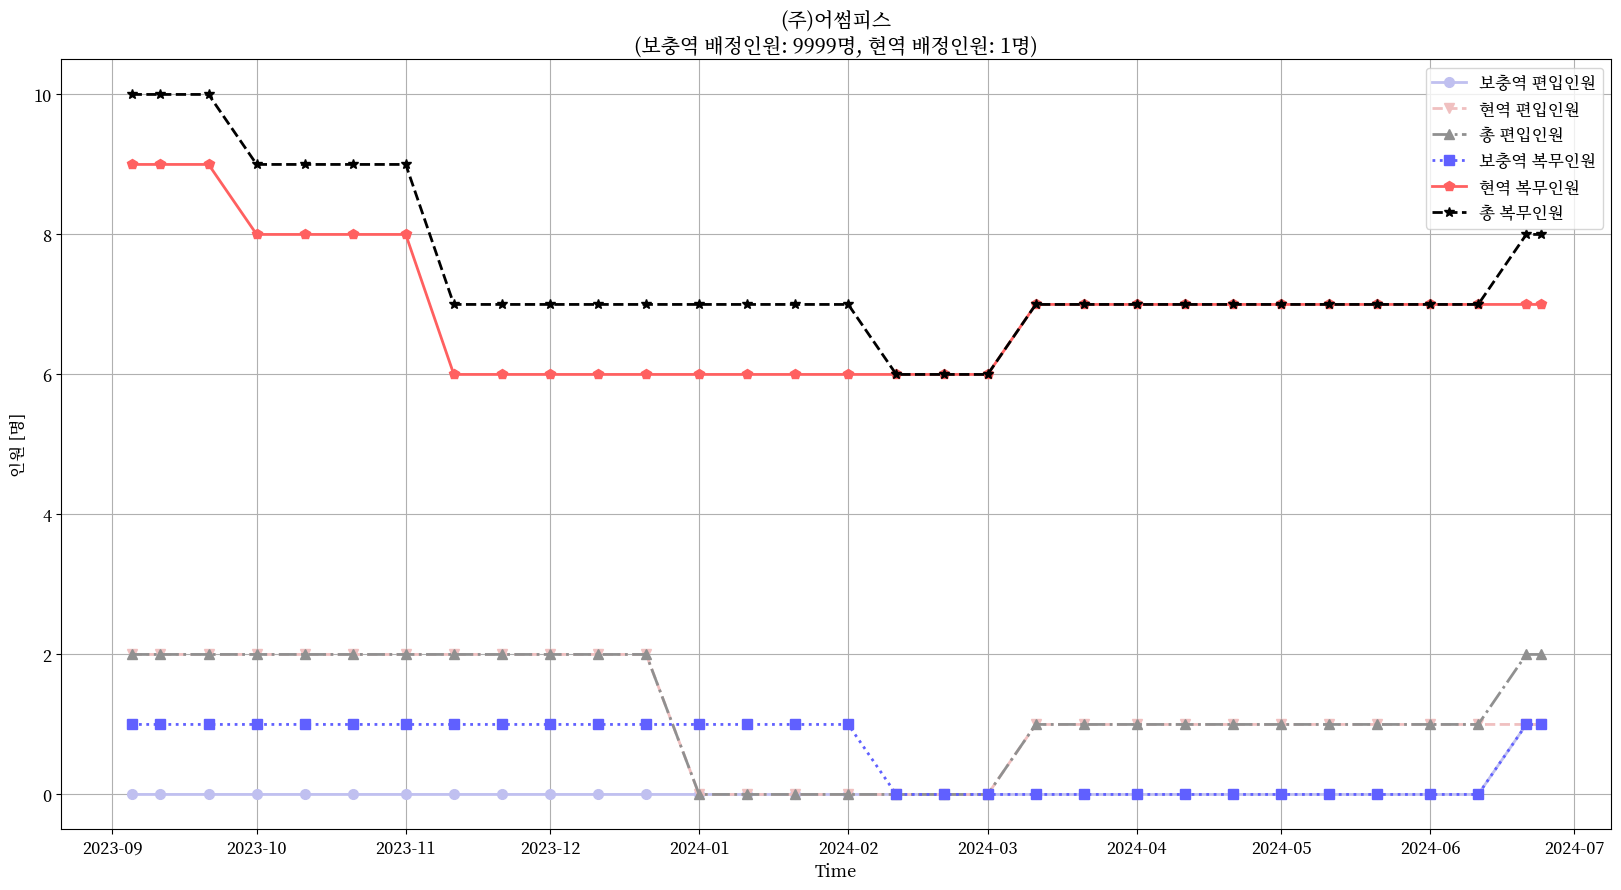 (주)어썸피스
(보충역 배정인원: 9999명, 현역 배정인원: 1명)
보충역 편입인원
현역 편입인원
총 편입인원
보충역 복무인원
현역 복무인원
총 복무인원
인원 [명]
10
8
6
4
2
0
2023-09 2023-10 2023-11 2023-12 2024-01 2024-02 2024-03 2024-04 2024-05 2024-06 2024-07
Time